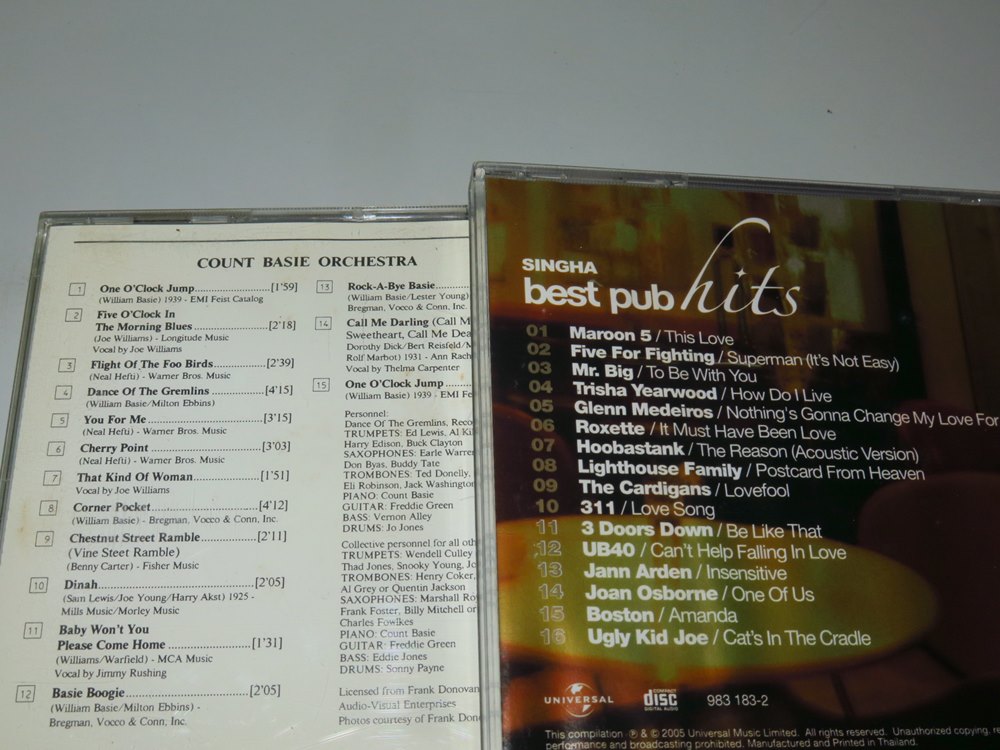 COUNT BASIE ORCHESTRA
1 One O'Clock Jump [1'59]
(William Basie) 1939 - EMI Feist Catalog
2 Five O'Clock In
The Morning Blues [2'18]
(Joe Williams) - Longitude Music
Vocal by Joe Williams
3 Flight Of The Foo Birds [2'39]
(Neal Hefti) - Warner Bros. Music
4 Dance Of The Gremlins [4'15]
(William Basie/Milton Ebbins)
5 You For Me [3'15]
(Neal Hefti) - Warner Bros. Music
6 Cherry Point [3'03]
(Neal Hefti) - Warner Bros. Music
7 That Kind Of Woman [1'51]
Vocal by Joe Williams
8 Corner Pocket [4'12]
(William Basie) - Bregman, Vocco & Conn, Inc.
9 Chestnut Street Ramble [2'11]
(Vine Street Ramble)
(Benny Carter) - Fisher Music
10 Dinah [2'05]
(Sam Lewis/Joe Young/Harry Akst) 1925 -
Mills Music/Morley Music
11 Baby Won't You
Please Come Home [1'31]
(Williams/Warfield) - MCA Music
Vocal by Jimmy Rushing
12 Basie Boogie [2'05]
(William Basie/Milton Ebbins) -
Bregman, Vocco & Conn, Inc.
13 Rock-A-Bye Basie
(William Basie/Lester Young)
Bregman, Vocco & Conn, Inc.
14 Call Me Darling (Call M
Sweetheart, Call Me Dea
Dorothy Dick/Bert Reisfeld/M
Rolf Marbot) 1931 - Ann Rach
Vocal by Thelma Carpenter
15 One O'Clock Jump
(William Basie) 1939 - EMI Fe
Personnel:
Dance Of The Gremlins, Reco
TRUMPETS: Ed Lewis, Al Kil
Harry Edison, Buck Clayton
SAXOPHONES: Earle Warren
Don Byas, Buddy Tate
TROMBONES: Ted Donelly,
Eli Robinson, Jack Washington
PIANO: Count Basie
GUITAR: Freddie Green
BASS: Vernon Alley
DRUMS: Jo Jones
Collective personnel for all oth
TRUMPETS: Wendell Culley
Thad Jones, Snooky Young, Jo
TROMBONES: Henry Coker,
Al Grey or Quentin Jackson
SAXOPHONES: Marshall Ro
Frank Foster, Billy Mitchell or
Charles Fowlkes
PIANO: Count Basie
GUITAR: Freddie Green
BASS: Eddie Jones
DRUMS: Sonny Payne
Licensed from Frank Donovan
Audio-Visual Enterprises
Photos courtesy of Frank Don
SINGHA
best pub hits
01 Maroon 5 / This Love
02 Five For Fighting / Superman (It's Not Easy)
03 Mr. Big / To Be With You
04 Trisha Yearwood / How Do I Live
05 Glenn Medeiros / Nothing's Gonna Change My Love For
06 Roxette / It Must Have Been Love
07 Hoobastank / The Reason (Acoustic Version)
08 Lighthouse Family / Postcard From Heaven
09 The Cardigans / Lovefool
10 311 / Love Song
11 3 Doors Down / Be Like That
12 UB40 / Can't Help Falling In Love
13 Jann Arden / Insensitive
14 Joan Osborne / One Of Us
15 Boston / Amanda
16 Ugly Kid Joe / Cat's In The Cradle
UNIVERSAL
COMPACT disc DIGITAL AUDIO
983 183-2
This compilation ℗ & © 2005 Universal Music Limited. All rights reserved. Unauthorized copying,
performance and broadcasting prohibited. Manufactured and Printed in Thailand.